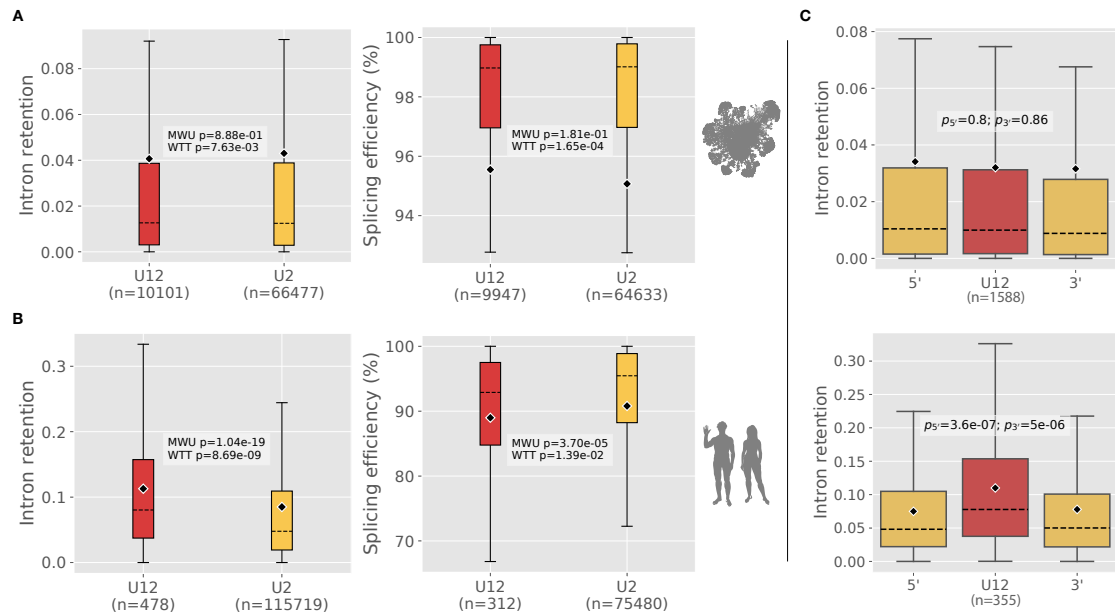 A
Intron retention
0.08
0.06
0.04
0.02
0.00
MWU p=8.88e-01
WTT p=7.63e-03
U12
(n=10101)
U2
(n=66477)
Splicing efficiency (%)
100
98
96
94
MWU p=1.81e-01
WTT p=1.65e-04
U12
(n=9947)
U2
(n=64633)
B
Intron retention
0.3
0.2
0.1
0.0
MWU p=1.04e-19
WTT p=8.69e-09
U12
(n=478)
U2
(n=115719)
Splicing efficiency (%)
100
90
80
70
MWU p=3.70e-05
WTT p=1.39e-02
U12
(n=312)
U2
(n=75480)
C
Intron retention
0.08
0.06
0.04
0.02
0.00
p5'=0.8; p3'=0.86
5' U12 3'
(n=1588)
Intron retention
0.30
0.25
0.20
0.15
0.10
0.05
0.00
p5'=3.6e-07; p3'=5e-06
5' U12 3'
(n=355)